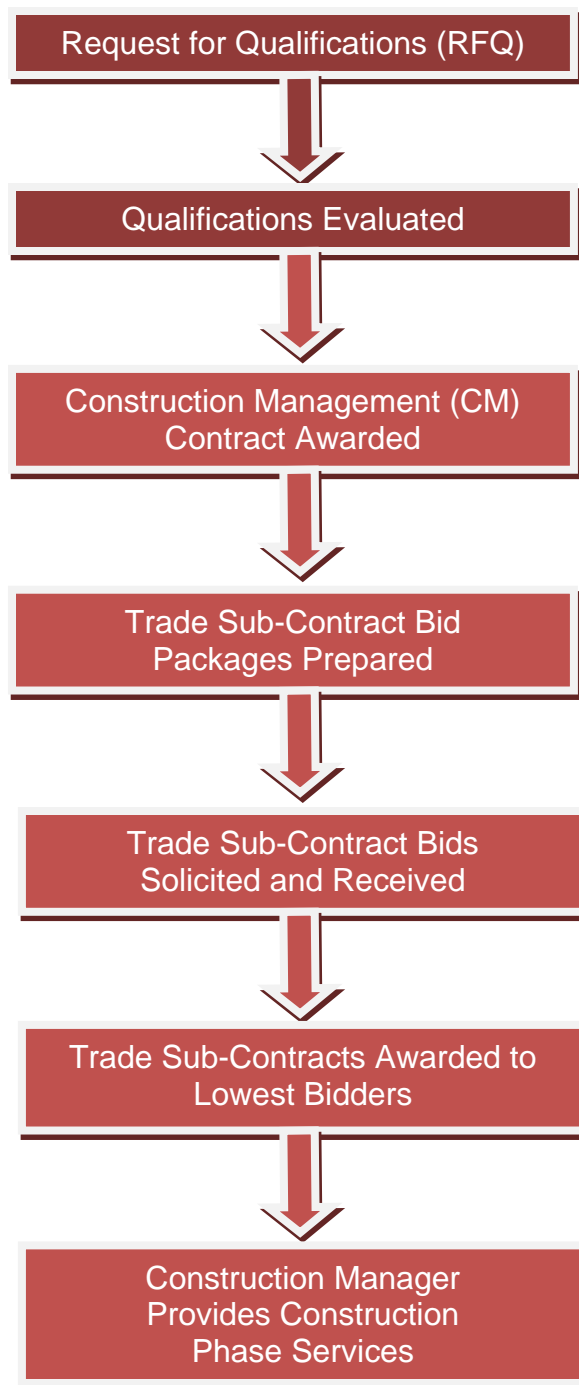 Request for Qualifications (RFQ)
Qualifications Evaluated
Construction Management (CM)
Contract Awarded
Trade Sub-Contract Bid
Packages Prepared
Trade Sub-Contract Bids
Solicited and Received
Trade Sub-Contracts Awarded to
Lowest Bidders
Construction Manager
Provides Construction
Phase Services